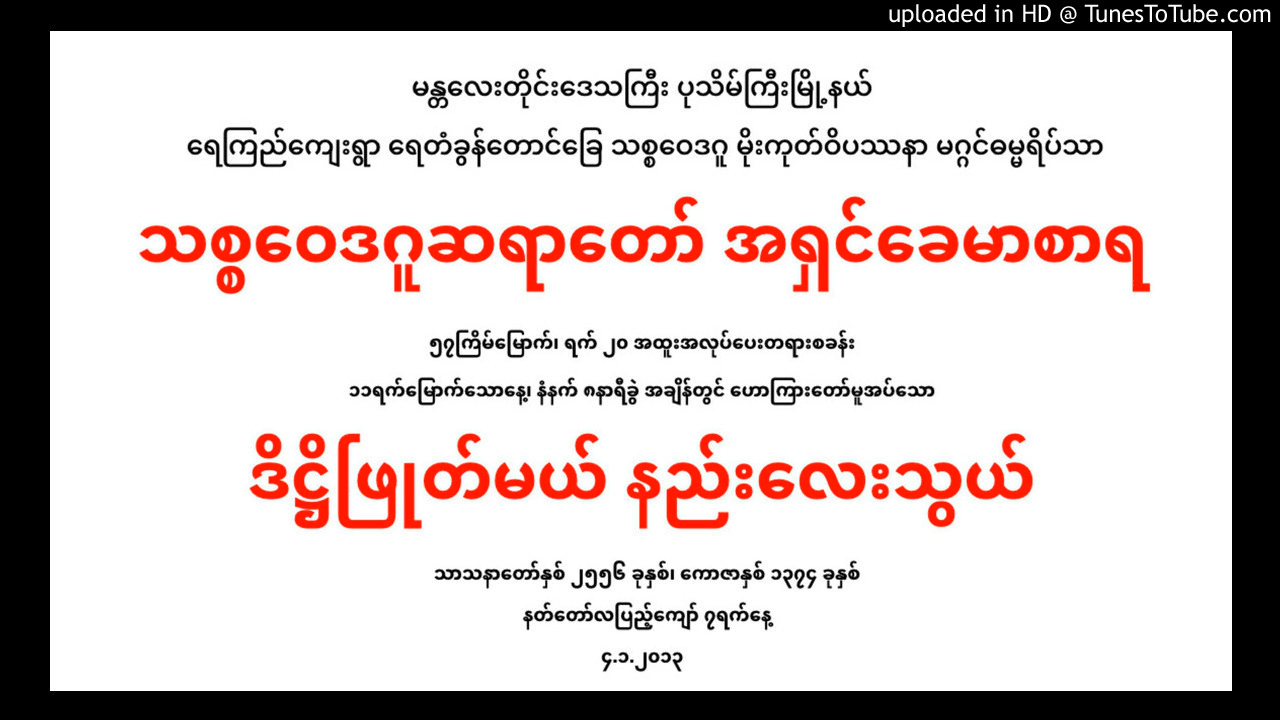 uploaded in HD @ TunesToTube.com
မန္တလေးတိုင်းဒေသကြီး ပုသိမ်ကြီးမြို့နယ်
ရေကြည်ကျေးရွာ ရေတံခွန်တောင်ခြေ သစ္စဝေဒဂူ မိုးကုတ်ဝိပဿနာ မဂ္ဂင်ဓမ္မရိပ်သာ
သစ္စဝေဒဂူဆရာတော် အရှင်ခေမာစာရ
၅၇ကြိမ်မြောက်၊ ရက် ၂၀ အထူးအလုပ်ပေးတရားစခန်း
၁၁ရက်မြောက်သောနေ့၊ နံနက် ၈နာရီခွဲ အချိန်တွင် ဟောကြားတော်မူအပ်သော
ဒိဋ္ဌိဖြုတ်မယ် နည်းလေးသွယ်
သာသနာတော်နှစ် ၂၅၅၆ ခုနှစ်၊ ကောဇာနှစ် ၁၃၇၄ ခုနှစ်
နတ်တော်လပြည့်ကျော် ၇ရက်နေ့
၄.၁.၂၀၁၃